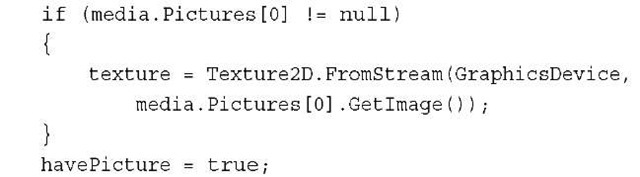 if (media.Pictures[0] != null)
{
texture = Texture2D.FromStream(GraphicsDevice,
media.Pictures[0].GetImage());
}
havePicture = true;